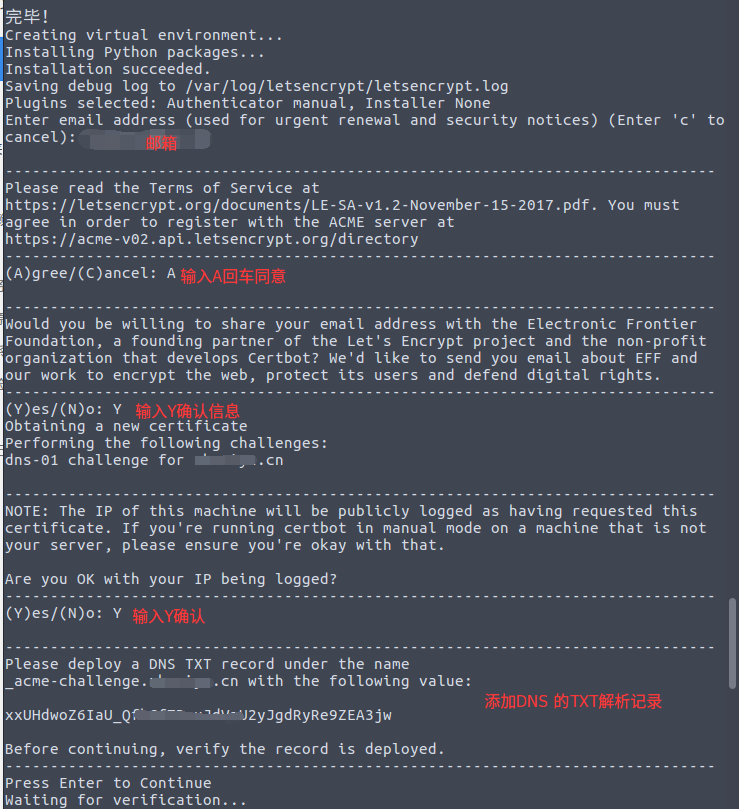 完毕！
Creating virtual environment...
Installing Python packages...
Installation succeeded.
Saving debug log to /var/log/letsencrypt/letsencrypt.log
Plugins selected: Authenticator manual, Installer None
Enter email address (used for urgent renewal and security notices) (Enter 'c' to
cancel): 邮箱
-------------------------------------------------------------------------------
Please read the Terms of Service at
https://letsencrypt.org/documents/LE-SA-v1.2-November-15-2017.pdf. You must
agree in order to register with the ACME server at
https://acme-v02.api.letsencrypt.org/directory
-------------------------------------------------------------------------------
(A)gree/(C)ancel: A 输入A回车同意
-------------------------------------------------------------------------------
Would you be willing to share your email address with the Electronic Frontier
Foundation, a founding partner of the Let's Encrypt project and the non-profit
organization that develops Certbot? We'd like to send you email about EFF and
our work to encrypt the web, protect its users and defend digital rights.
-------------------------------------------------------------------------------
(Y)es/(N)o: Y 输入Y确认信息
Obtaining a new certificate
Performing the following challenges:
dns-01 challenge for .cn
-------------------------------------------------------------------------------
NOTE: The IP of this machine will be publicly logged as having requested this
certificate. If you're running certbot in manual mode on a machine that is not
your server, please ensure you're okay with that.
Are you OK with your IP being logged?
-------------------------------------------------------------------------------
(Y)es/(N)o: Y 输入Y确认
-------------------------------------------------------------------------------
Please deploy a DNS TXT record under the name
_acme-challenge. .cn with the following value:
添加DNS 的TXT解析记录
xxUHdwoZ6IaU_Q U2yJgdRyRe9ZEA3jw
Before continuing, verify the record is deployed.
-------------------------------------------------------------------------------
Press Enter to Continue
Waiting for verification...